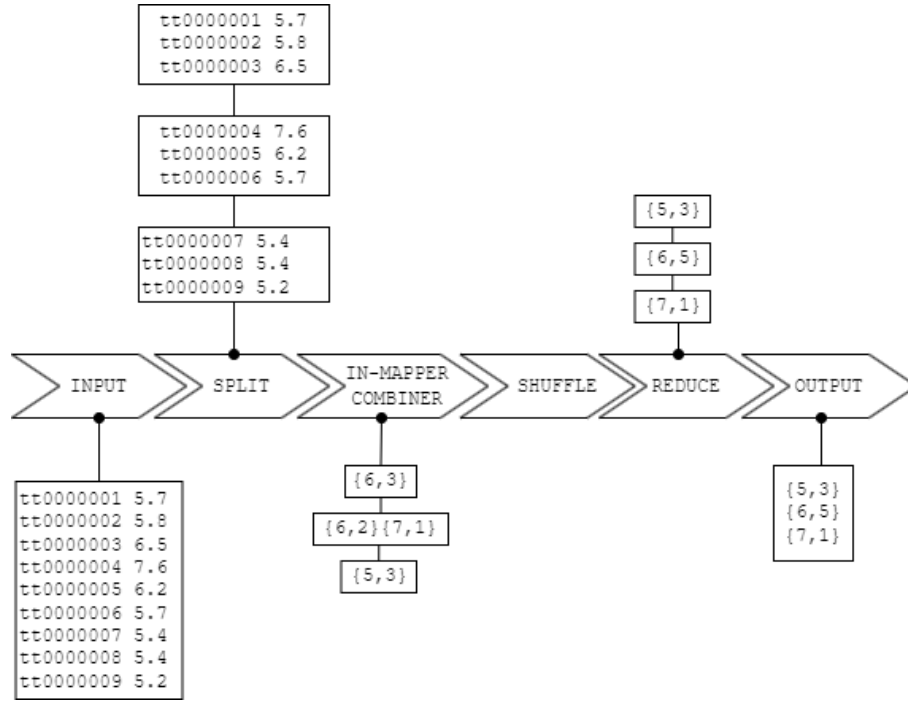 tt0000001 5.7
tt0000002 5.8
tt0000003 6.5
tt0000004 7.6
tt0000005 6.2
tt0000006 5.7
tt0000007 5.4
tt0000008 5.4
tt0000009 5.2
{5,3}
{6,5}
{7,1}
INPUT
SPLIT
IN-MAPPER
COMBINER
SHUFFLE
REDUCE
OUTPUT
tt0000001 5.7
tt0000002 5.8
tt0000003 6.5
tt0000004 7.6
tt0000005 6.2
tt0000006 5.7
tt0000007 5.4
tt0000008 5.4
tt0000009 5.2
{6,3}
{6,2}{7,1}
{5,3}
{5,3}
{6,5}
{7,1}